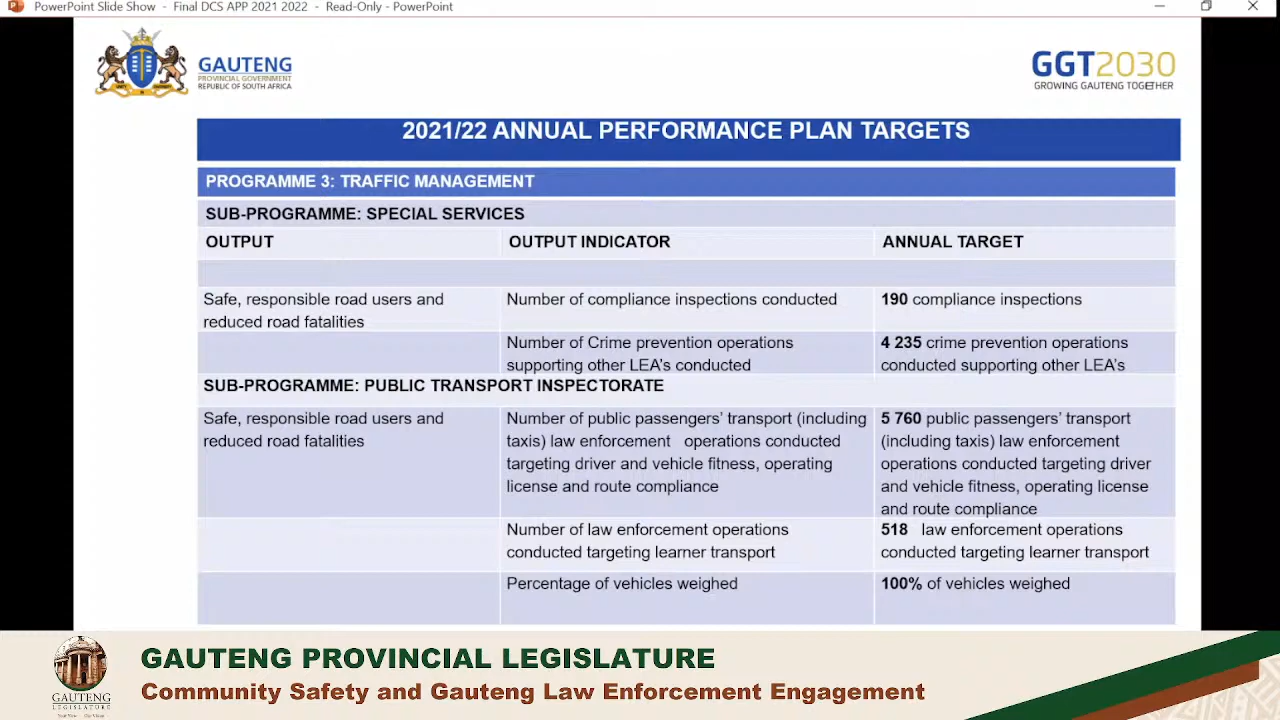 PowerPoint Slide Show - Final DCS APP 2021 2022 - Read-Only - PowerPoint
GAUTENG
PROVINCIAL GOVERNMENT
REPUBLIC OF SOUTH AFRICA
GGT2030
GROWING GAUTENG TOGETHER
2021/22 ANNUAL PERFORMANCE PLAN TARGETS
PROGRAMME 3: TRAFFIC MANAGEMENT
SUB-PROGRAMME: SPECIAL SERVICES
OUTPUT
OUTPUT INDICATOR
ANNUAL TARGET
Safe, responsible road users and
reduced road fatalities
Number of compliance inspections conducted
190 compliance inspections
Number of Crime prevention operations
supporting other LEA's conducted
4 235 crime prevention operations
conducted supporting other LEA's
SUB-PROGRAMME: PUBLIC TRANSPORT INSPECTORATE
Safe, responsible road users and
reduced road fatalities
Number of public passengers' transport (including
taxis) law enforcement operations conducted
targeting driver and vehicle fitness, operating
license and route compliance
5 760 public passengers' transport
(including taxis) law enforcement
operations conducted targeting driver
and vehicle fitness, operating license
and route compliance
Number of law enforcement operations
conducted targeting learner transport
518 law enforcement operations
conducted targeting learner transport
Percentage of vehicles weighed
100% of vehicles weighed
GAUTENG
LEGISLATURE
GAUTENG PROVINCIAL LEGISLATURE
Community Safety and Gauteng Law Enforcement Engagement